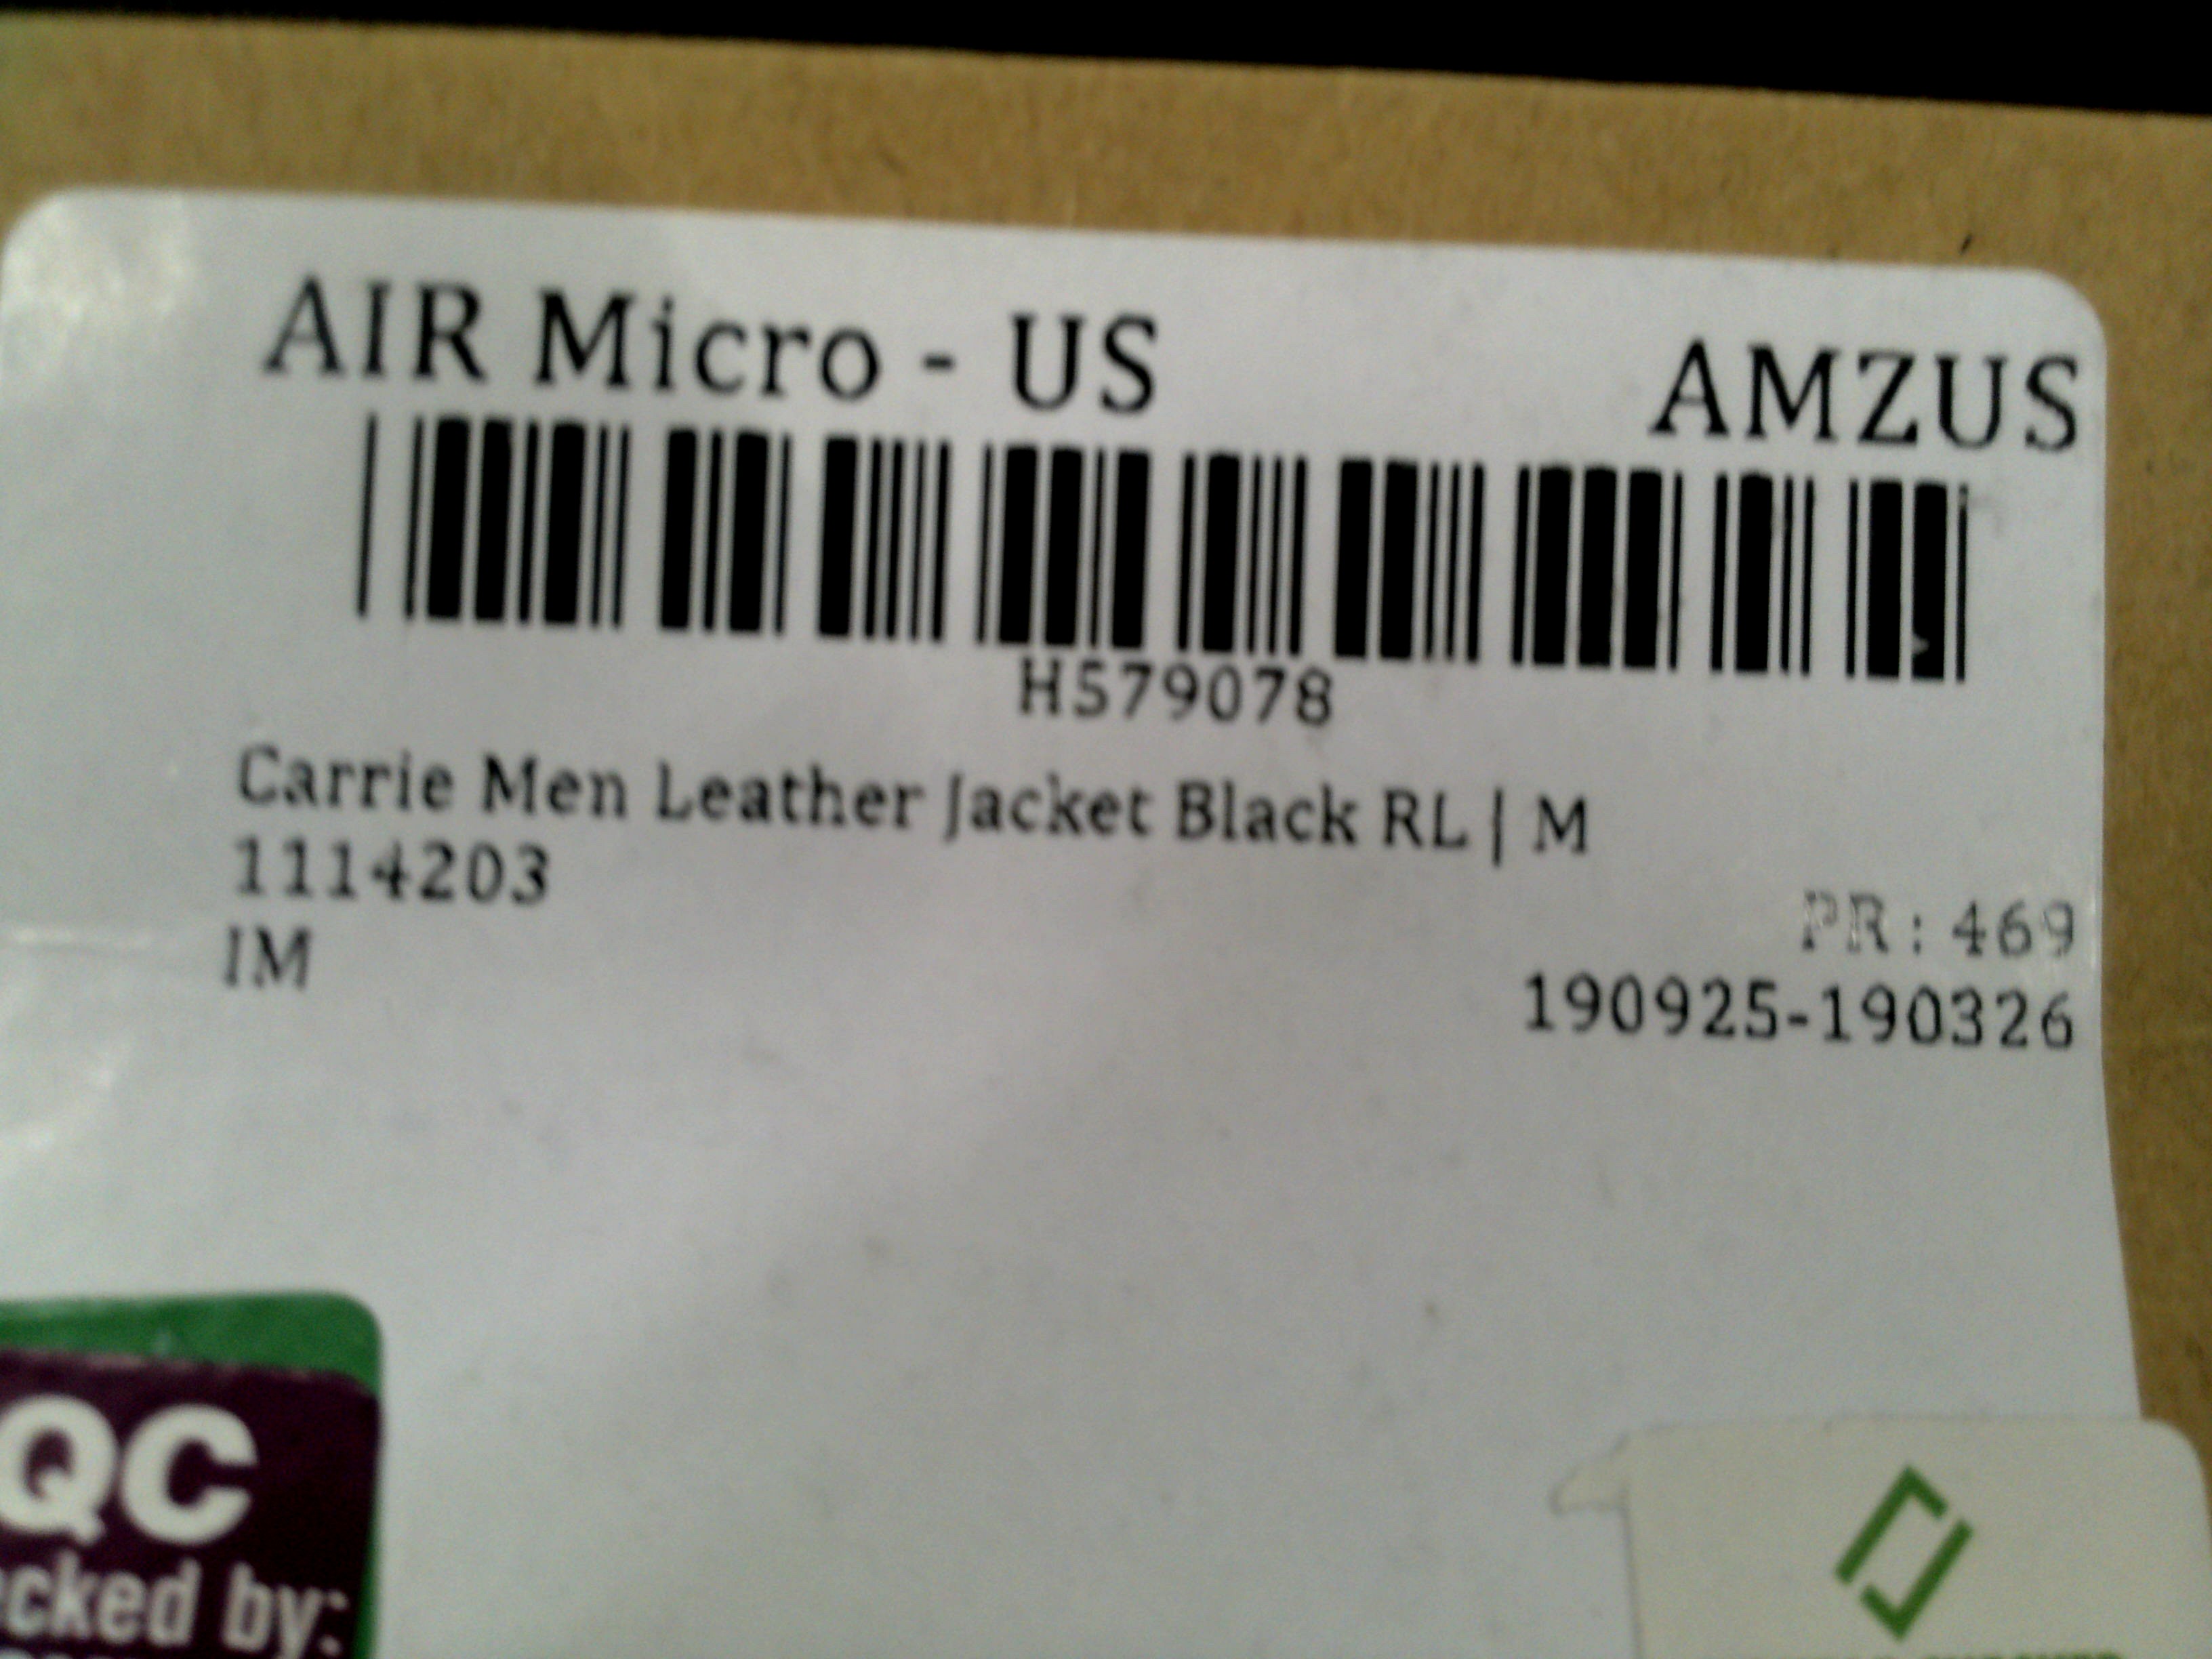 AIR Micro - US AMZUS
H579078
Carrie Men Leather Jacket Black RL | M
1114203
PR : 469
IM
190925-190326
QC
by: